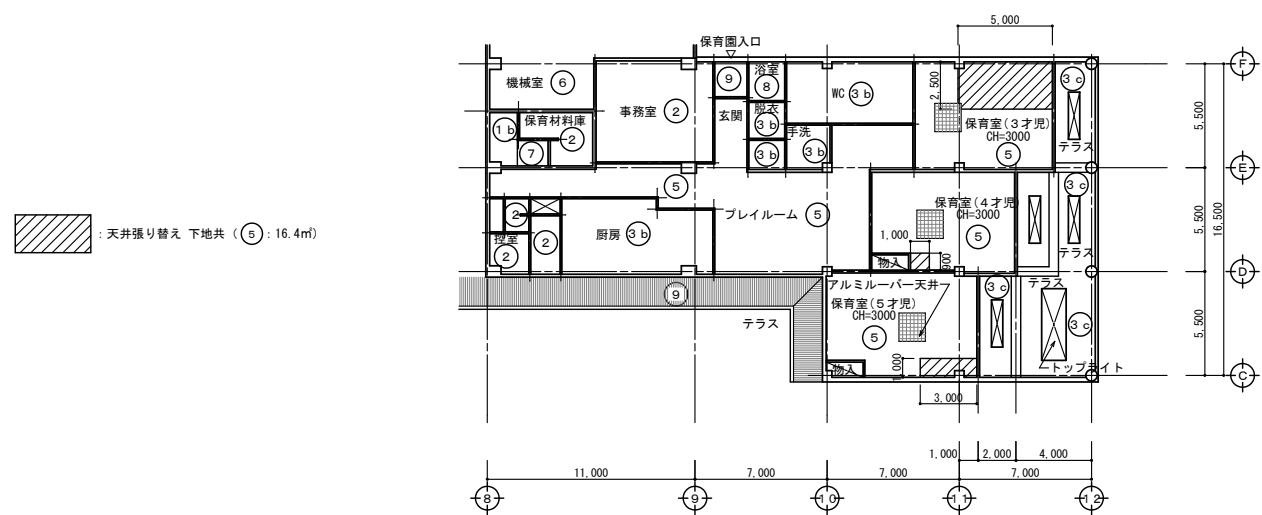 5,000
保育園入口
機械室 6
事務室 2
9
浴室
8
脱衣
3b
3b
玄関
手洗
3b
WC 3b
2,500
保育室(3才児)
CH=3000
5
3c
テラス
F
1b
保育材料庫
2
7
5,500
E
5
プレイルーム 5
保育室(4才児)
CH=3000
5
1,000
900
物入
3c
テラス
5,500
16,500
:天井張り替え 下地共 (5:16.4㎡)
2
控室
2
2
厨房 3b
D
9
テラス
アルミルーバー天井
保育室(5才児)
CH=3000
5
物入
1,000
3,000
3c
テラス
3c
トップライト
5,500
C
1,000
2,000
4,000
11,000
7,000
7,000
7,000
8
9
10
11
12